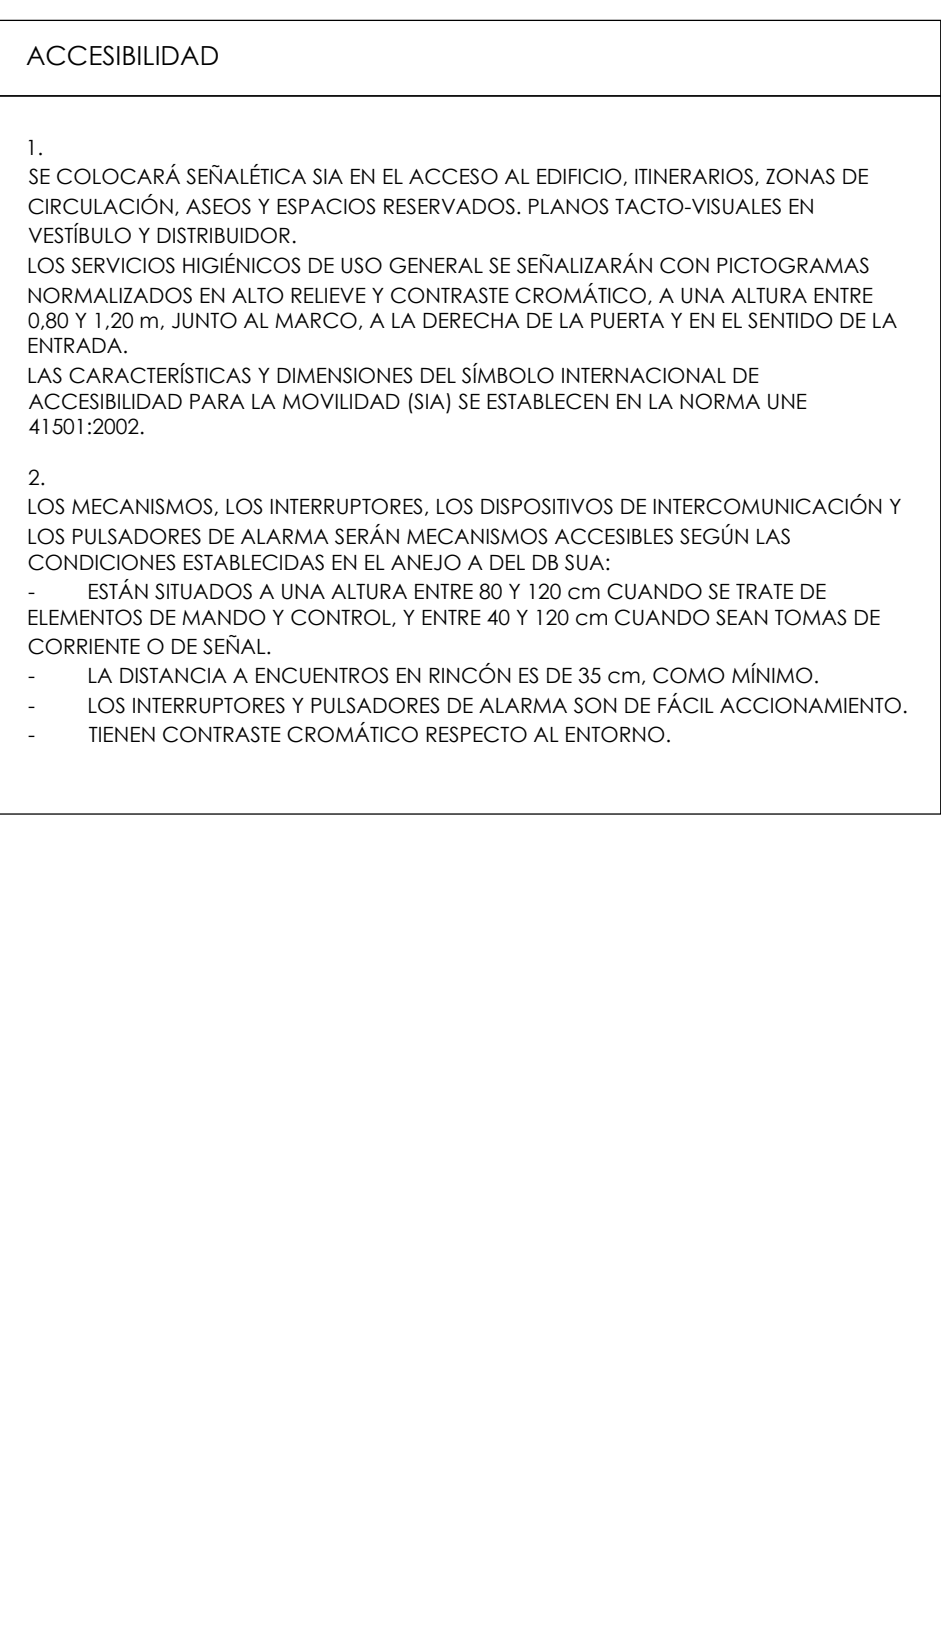 ACCESIBILIDAD
1.
SE COLOCARÁ SEÑALÉTICA SIA EN EL ACCESO AL EDIFICIO, ITINERARIOS, ZONAS DE
CIRCULACIÓN, ASEOS Y ESPACIOS RESERVADOS. PLANOS TACTO-VISUALES EN
VESTÍBULO Y DISTRIBUIDOR.
LOS SERVICIOS HIGIÉNICOS DE USO GENERAL SE SEÑALIZARÁN CON PICTOGRAMAS
NORMALIZADOS EN ALTO RELIEVE Y CONTRASTE CROMÁTICO, A UNA ALTURA ENTRE
0,80 Y 1,20 m, JUNTO AL MARCO, A LA DERECHA DE LA PUERTA Y EN EL SENTIDO DE LA
ENTRADA.
LAS CARACTERÍSTICAS Y DIMENSIONES DEL SÍMBOLO INTERNACIONAL DE
ACCESIBILIDAD PARA LA MOVILIDAD (SIA) SE ESTABLECEN EN LA NORMA UNE
41501:2002.
2.
LOS MECANISMOS, LOS INTERRUPTORES, LOS DISPOSITIVOS DE INTERCOMUNICACIÓN Y
LOS PULSADORES DE ALARMA SERÁN MECANISMOS ACCESIBLES SEGÚN LAS
CONDICIONES ESTABLECIDAS EN EL ANEJO A DEL DB SUA:
- ESTÁN SITUADOS A UNA ALTURA ENTRE 80 Y 120 cm CUANDO SE TRATE DE
ELEMENTOS DE MANDO Y CONTROL, Y ENTRE 40 Y 120 cm CUANDO SEAN TOMAS DE
CORRIENTE O DE SEÑAL.
- LA DISTANCIA A ENCUENTROS EN RINCÓN ES DE 35 cm, COMO MÍNIMO.
- LOS INTERRUPTORES Y PULSADORES DE ALARMA SON DE FÁCIL ACCIONAMIENTO.
- TIENEN CONTRASTE CROMÁTICO RESPECTO AL ENTORNO.